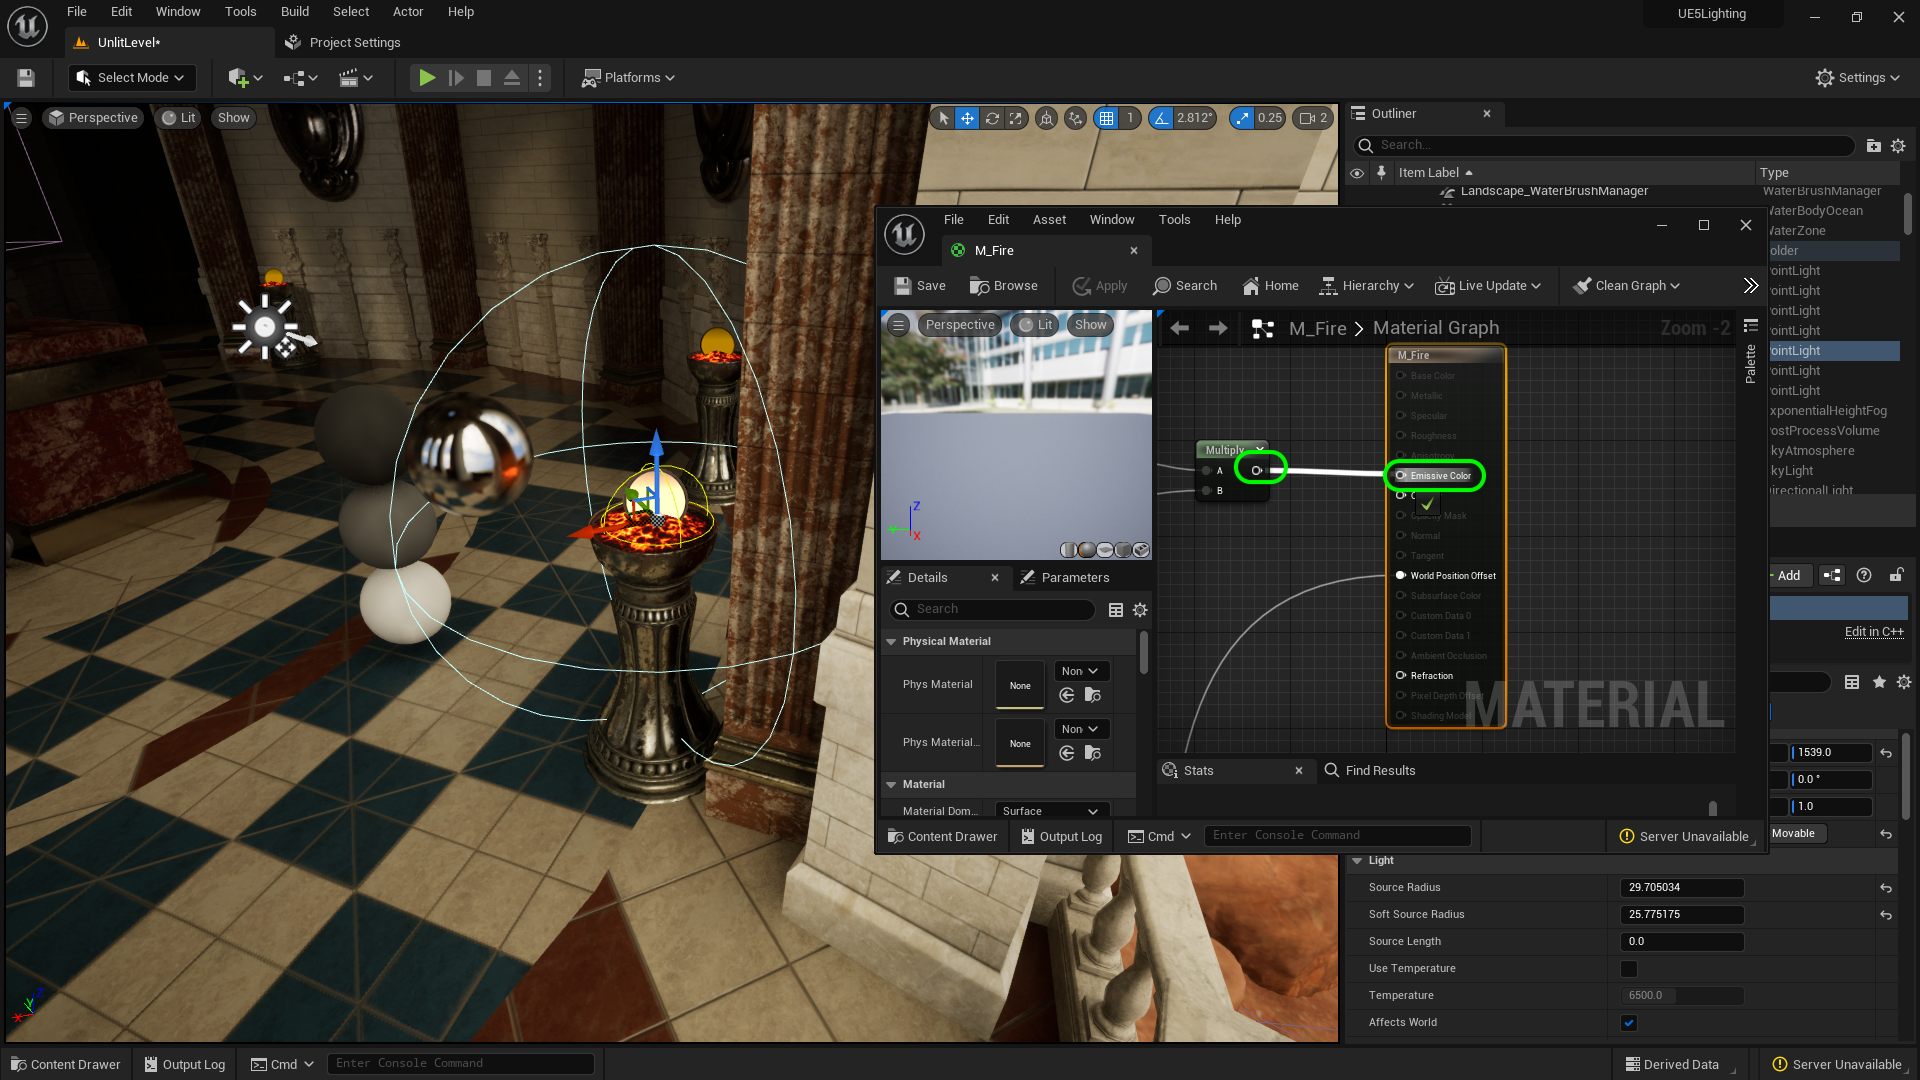 File Edit Window Tools Build Select Actor Help
UE5Lighting
UnlitLevel*
Project Settings
Select Mode
Platforms
Settings
Perspective
Lit
Show
1
2.812°
0.25
2
Outliner
Search...
Item Label
Type
Landscape_WaterBrushManager
WaterBrushManager
WaterBodyOcean
WaterZone
older
ointLight
ointLight
ointLight
ointLight
ointLight
ointLight
ointLight
xponentialHeightFog
ostProcessVolume
kyAtmosphere
kyLight
DirectionalLight
File Edit Asset Window Tools Help
M_Fire
Save
Browse
Apply
Search
Home
Hierarchy
Live Update
Clean Graph
Perspective
Lit
Show
M_Fire > Material Graph
Zoom -2
Palette
M_Fire
Base Color
Metallic
Specular
Roughness
Anisotropy
Multiply
A
B
Emissive Color
O
Opacity Mask
Normal
Tangent
World Position Offset
Subsurface Color
Custom Data 0
Custom Data 1
Ambient Occlusion
Refraction
Pixel Depth Offset
Shading Model
MATERIAL
Z
Y
X
Details
Parameters
Search
Physical Material
Phys Material
None
Non
Phys Material...
None
Non
Material
Material Dom...
Surface
Stats
Find Results
Content Drawer
Output Log
Cmd
Enter Console Command
Server Unavailable
Add
Edit in C++
1539.0
0.0 °
1.0
Movable
Light
Source Radius
29.705034
Soft Source Radius
25.775175
Source Length
0.0
Use Temperature
Temperature
6500.0
Affects World
Z
Y
X
Content Drawer
Output Log
Cmd
Enter Console Command
Derived Data
Server Unavailable